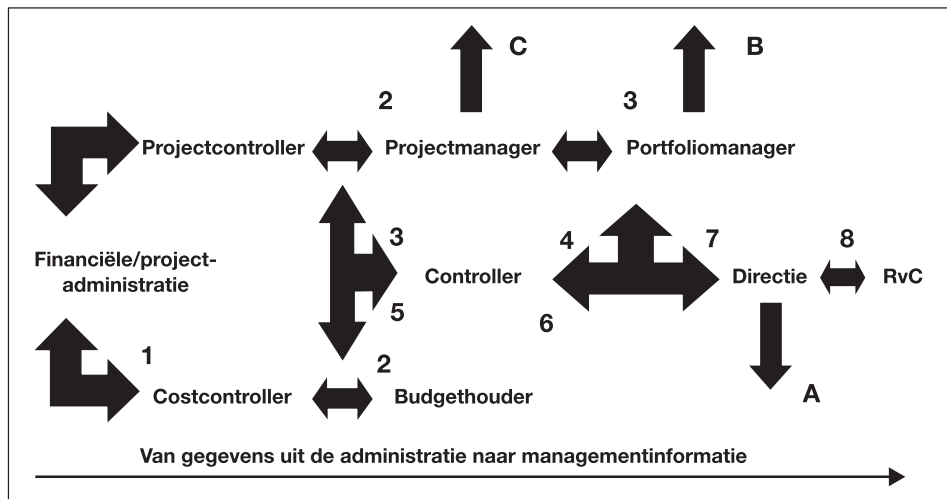 C
B
2
3
Projectcontroller
Projectmanager
Portfoliomanager
3
4
7
8
Financiële/project-
administratie
Controller
Directie
RvC
5
6
1
2
A
Costcontroller
Budgethouder
Van gegevens uit de administratie naar managementinformatie